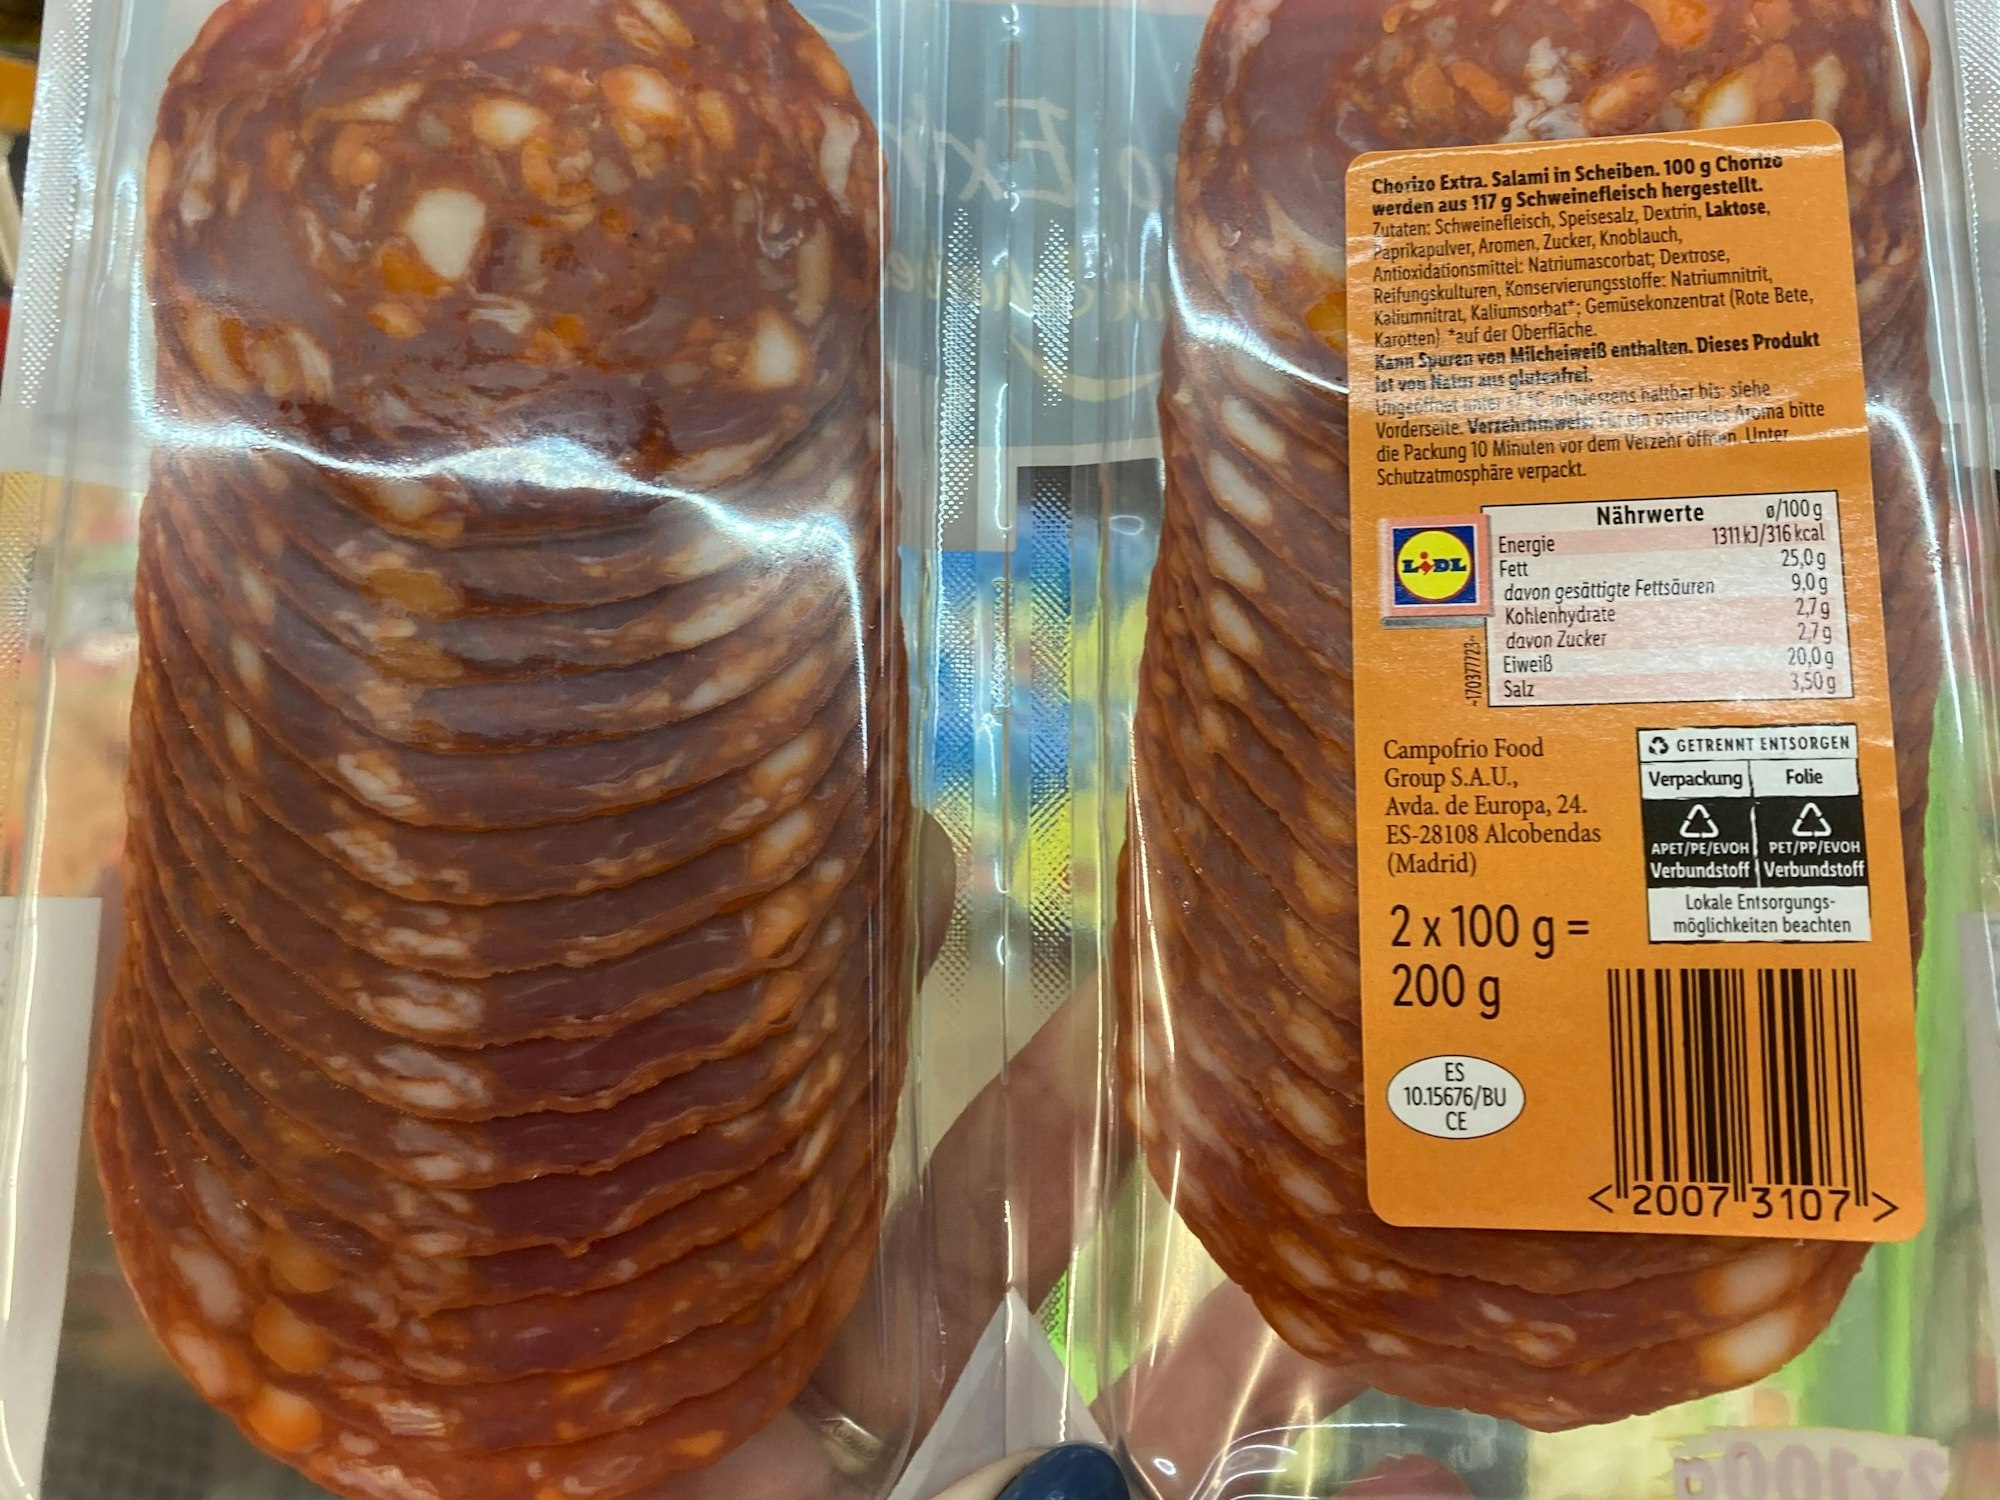 Chorizo Extra. Salami in Scheiben. 100 g Chorizo
werden aus 117 g Schweinefleisch hergestellt.
Zutaten: Schweinefleisch, Speisesalz, Dextrin, Laktose,
Paprikapulver, Aromen, Zucker, Knoblauch,
Antioxidationsmittel: Natriumascorbat; Dextrose,
Reifungskulturen, Konservierungsstoffe: Natriumnitrit,
Kaliumnitrat, Kaliumsorbat*; Gemüsekonzentrat (Rote Bete,
Karotten). *auf der Oberfläche.
Kann Spuren von Milcheiweiß enthalten. Dieses Produkt
ist von Natur aus glutenfrei.
Ungeöffnet unter +7 °C mindestens haltbar bis: siehe
Vorderseite. Verzehrhinweis: Für ein optimales Aroma bitte
die Packung 10 Minuten vor dem Verzehr öffnen. Unter
Schutzatmosphäre verpackt.
Nährwerte ø/100 g
Energie 1311 kJ/316 kcal
Fett 25,0 g
davon gesättigte Fettsäuren 9,0 g
Kohlenhydrate 2,7 g
davon Zucker 2,7 g
Eiweiß 20,0 g
Salz 3,50 g
LIDL
-170377723-
Campofrio Food
Group S.A.U.,
Avda. de Europa, 24.
ES-28108 Alcobendas
(Madrid)
GETRENNT ENTSORGEN
Verpackung Folie
APET/PE/EVOH PET/PP/EVOH
Verbundstoff Verbundstoff
Lokale Entsorgungs-
möglichkeiten beachten
2 x 100 g =
200 g
ES
10.15676/BU
CE
< 2007 3107 >
2x100g